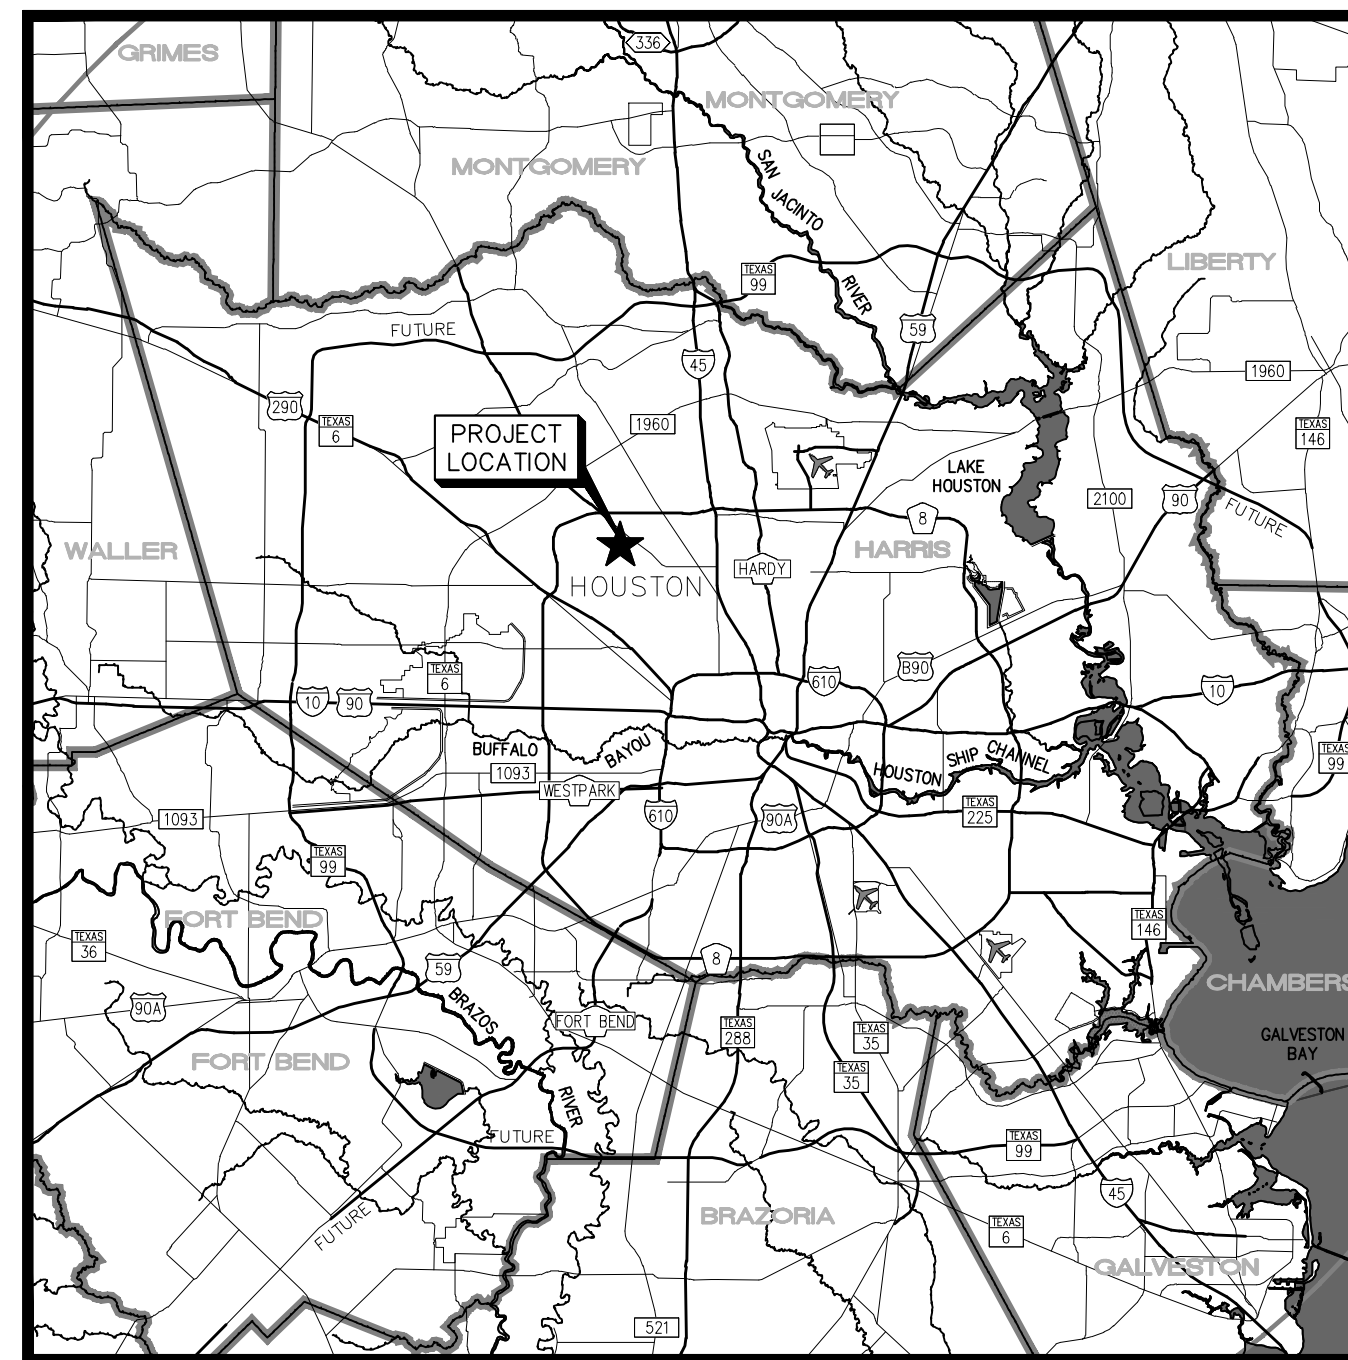 GRIMES
336
MONTGOMERY
MONTGOMERY
SAN JACINTO RIVER
LIBERTY
TEXAS
99
FUTURE
59
45
1960
290
TEXAS
6
1960
PROJECT
LOCATION
TEXAS
146
LAKE
HOUSTON
2100
90
8
FUTURE
WALLER
HARRIS
HARDY
HOUSTON
B90
TEXAS
6
610
10
10
90
BUFFALO BAYOU
HOUSTON SHIP CHANNEL
TEXAS
99
1093
WESTPARK
TEXAS
225
610
90A
1093
TEXAS
99
FORT BEND
TEXAS
146
TEXAS
36
8
59
CHAMBERS
90A
BRAZOS RIVER
FORT BEND
TEXAS
288
TEXAS
35
GALVESTON
BAY
FORT BEND
TEXAS
35
FUTURE
TEXAS
99
45
FUTURE
BRAZORIA
TEXAS
6
GALVESTON
521